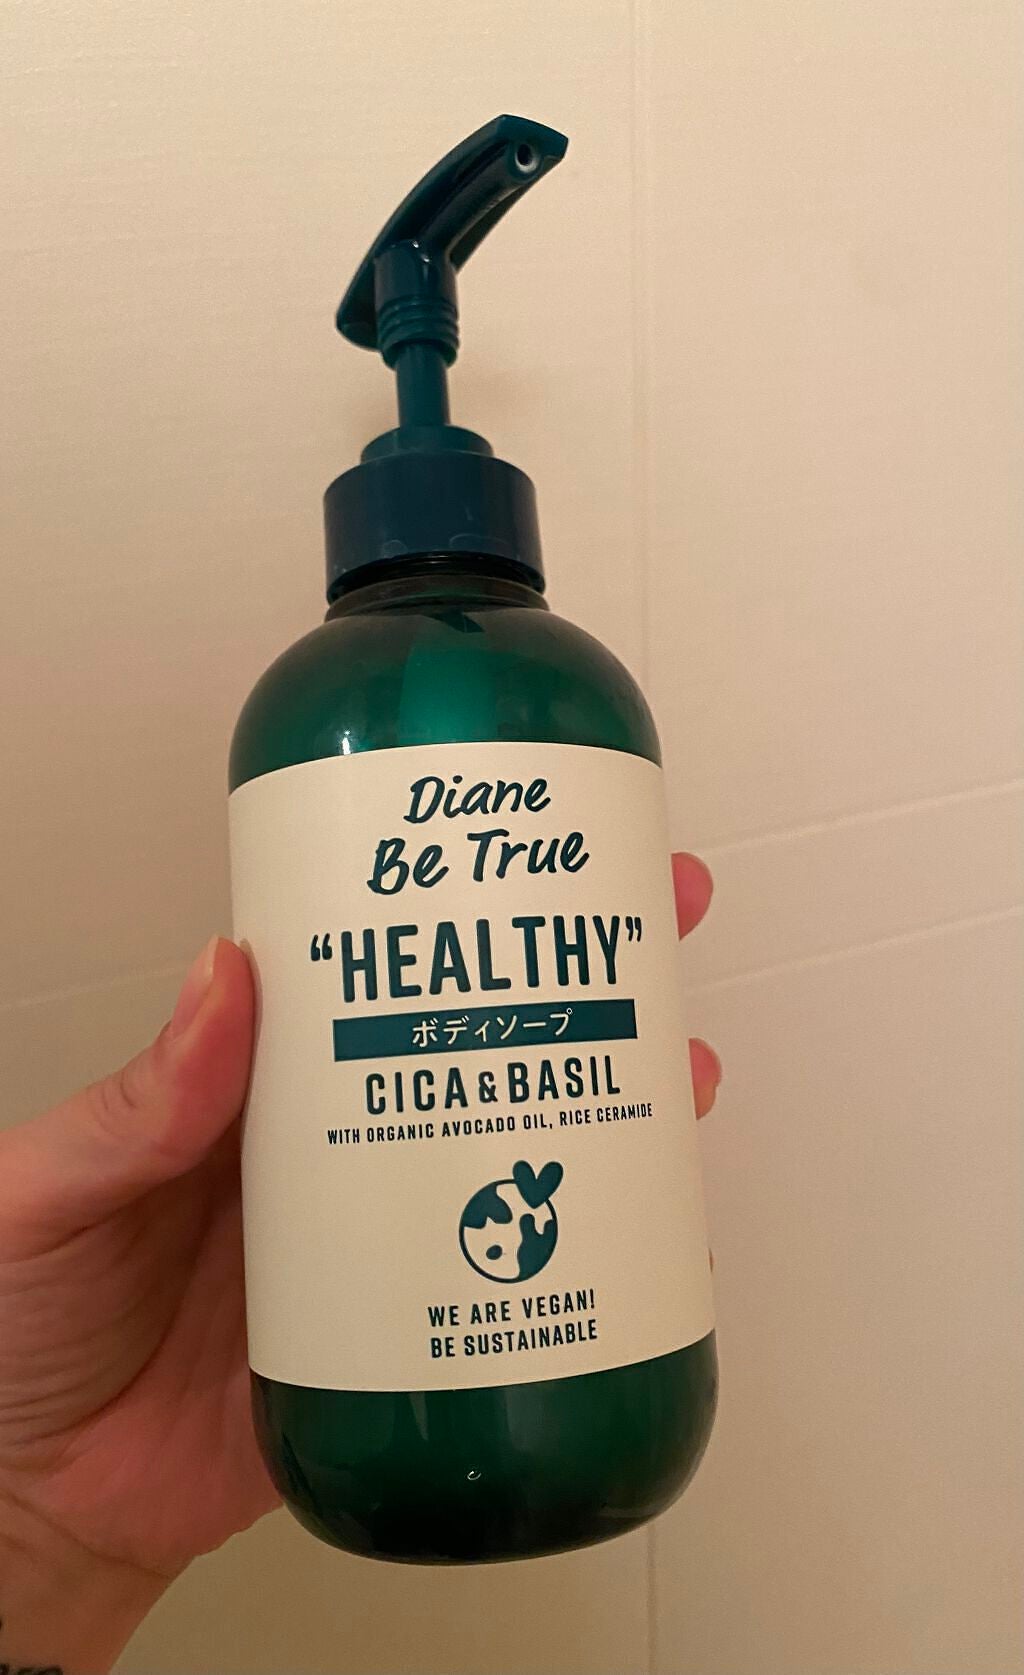 Diane
Be True
“HEALTHY”
ボディソープ
CICA & BASIL
WITH ORGANIC AVOCADO OIL, RICE CERAMIDE
WE ARE VEGAN!
BE SUSTAINABLE